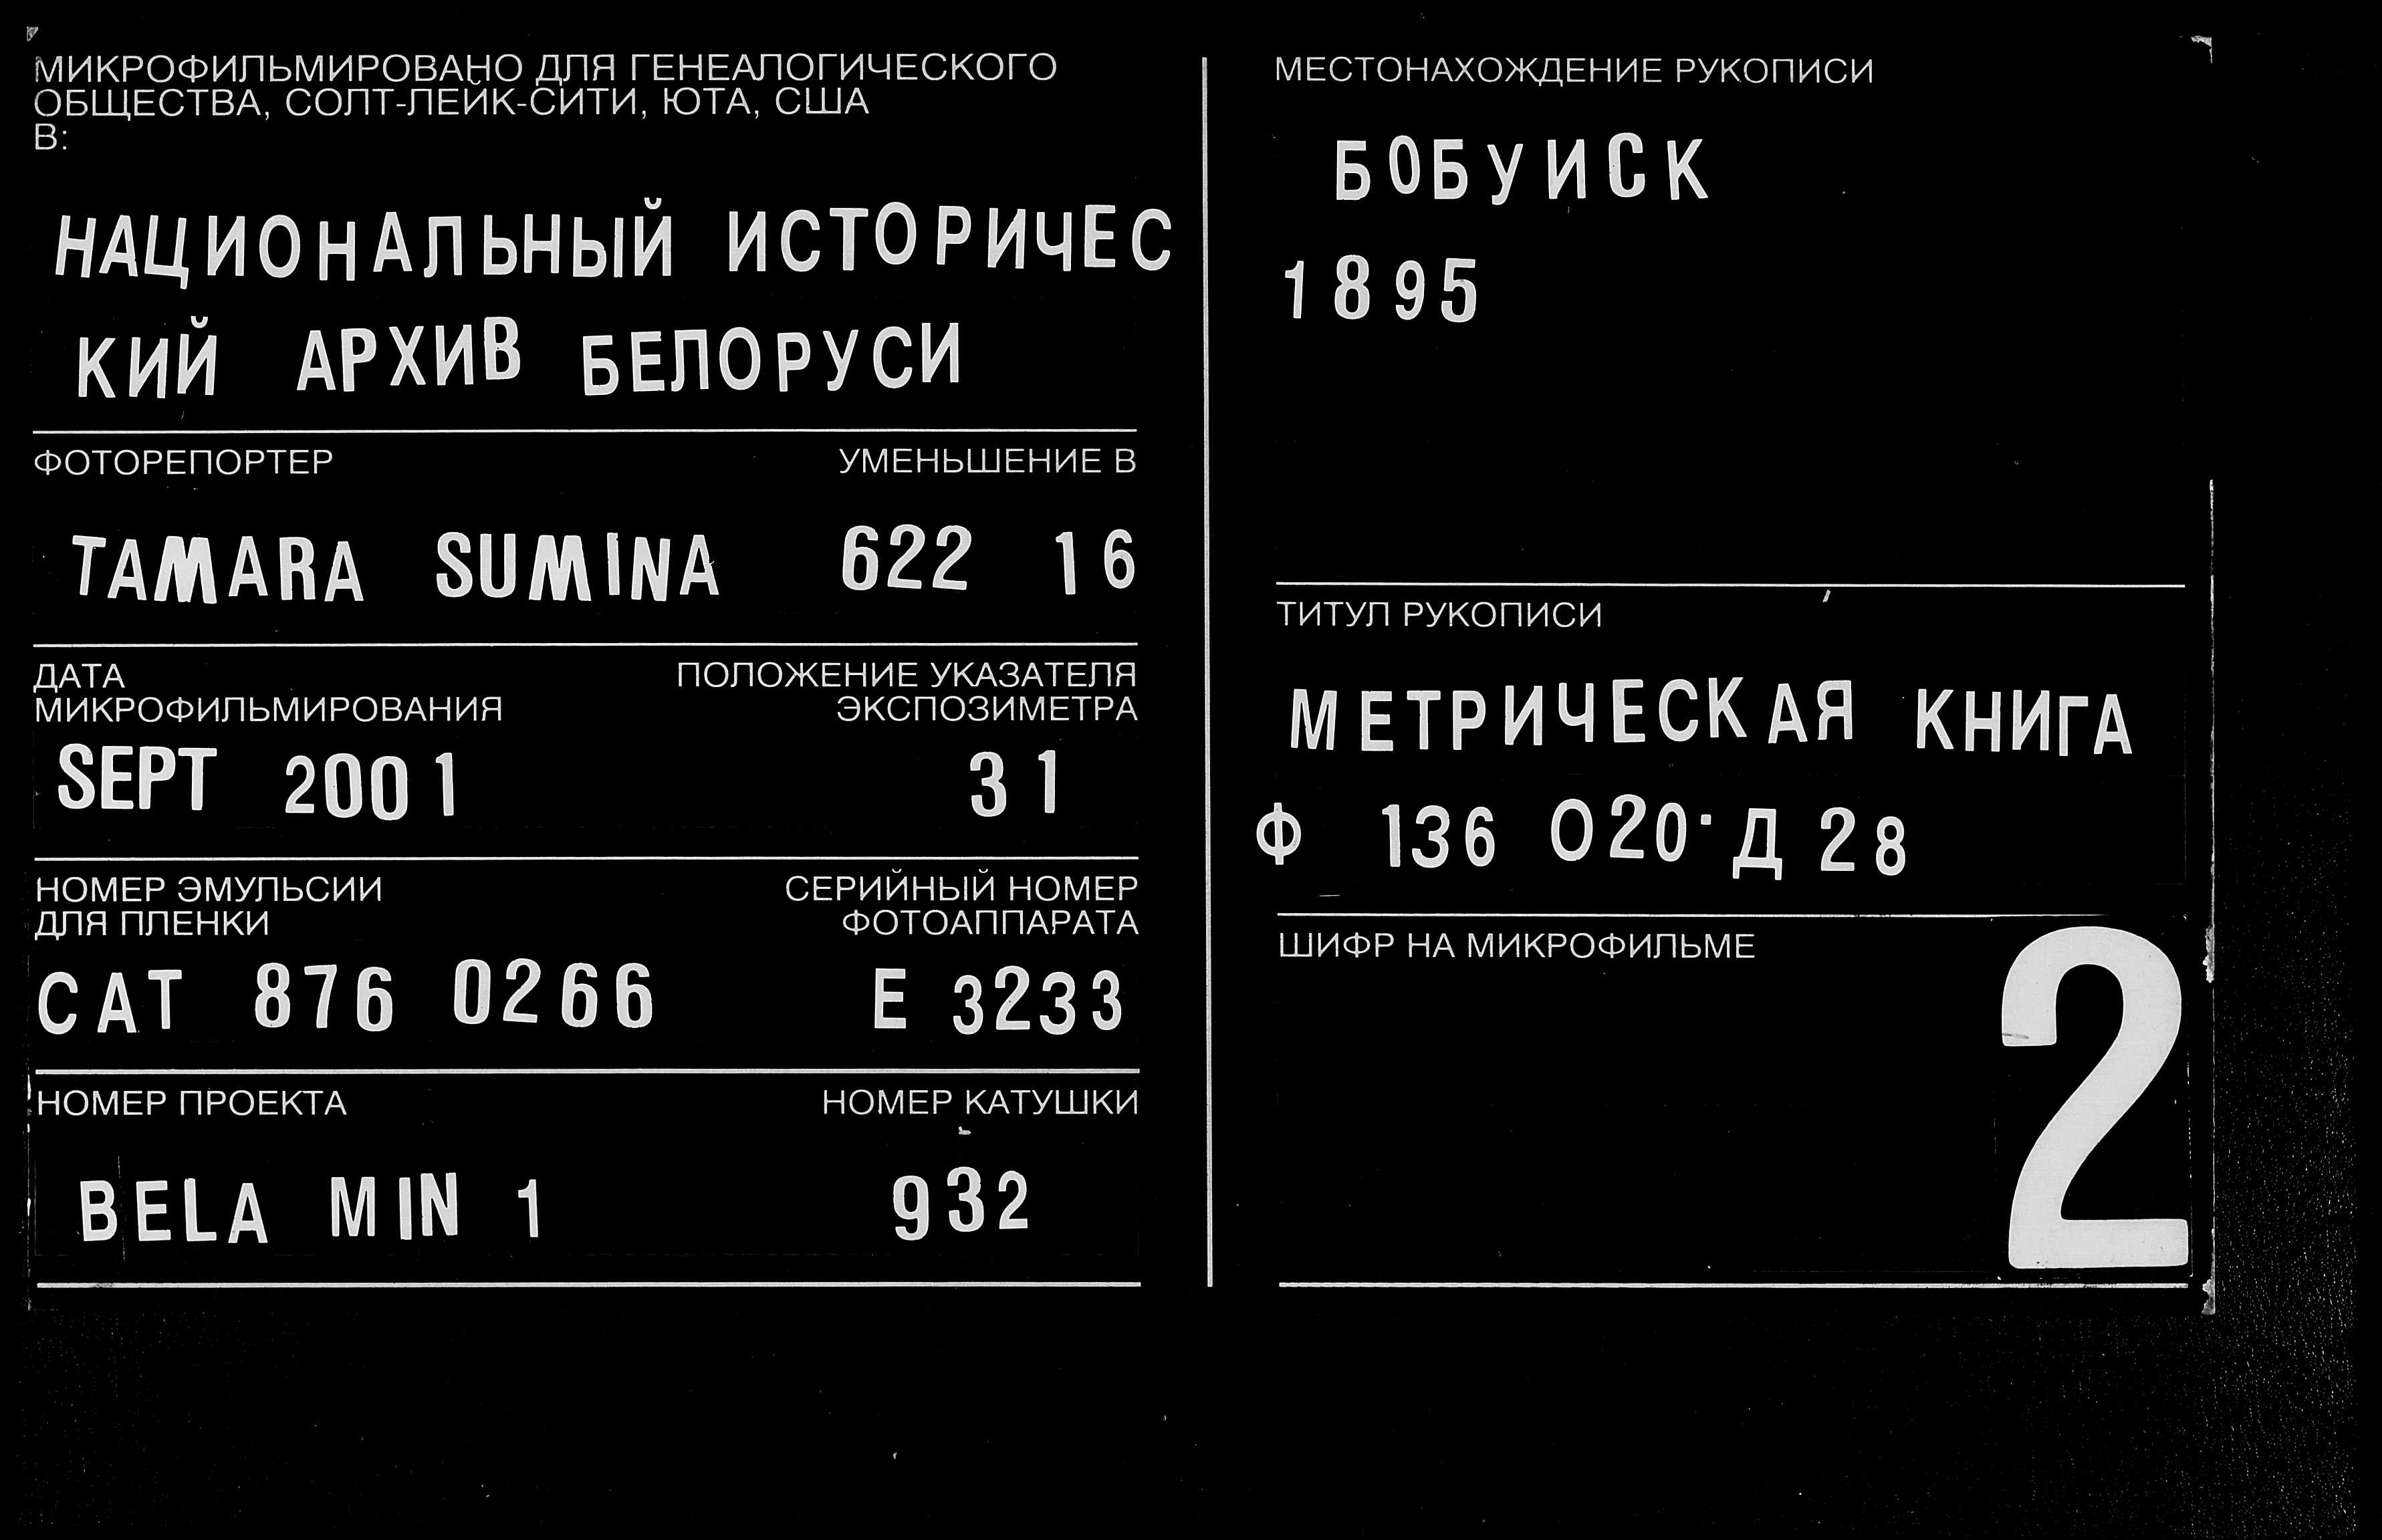 МИКРОФИЛЬМИРОВАНО ДЛЯ ГЕНЕАЛОГИЧЕСКОГО
ОБЩЕСТВА, СОЛТ-ЛЕЙК-СИТИ, ЮТА, США
В:
НАЦИОНАЛЬНЫЙ ИСТОРИЧЕС
КИЙ АРХИВ БЕЛОРУСИ
ФОТОРЕПОРТЕР УМЕНЬШЕНИЕ В
TAMARA SUMINA 622 16
ДАТА ПОЛОЖЕНИЕ УКАЗАТЕЛЯ
МИКРОФИЛЬМИРОВАНИЯ ЭКСПОЗИМЕТРА
SEPT 2001 31
НОМЕР ЭМУЛЬСИИ СЕРИЙНЫЙ НОМЕР
ДЛЯ ПЛЕНКИ ФОТОАППАРАТА
CAT 876 0266 E 3233
НОМЕР ПРОЕКТА НОМЕР КАТУШКИ
BELA MIN 1 932
МЕСТОНАХОЖДЕНИЕ РУКОПИСИ
БОБУИСК
1895
ТИТУЛ РУКОПИСИ
МЕТРИЧЕСКАЯ КНИГА
Ф 136 О20· Д 28
ШИФР НА МИКРОФИЛЬМЕ
2